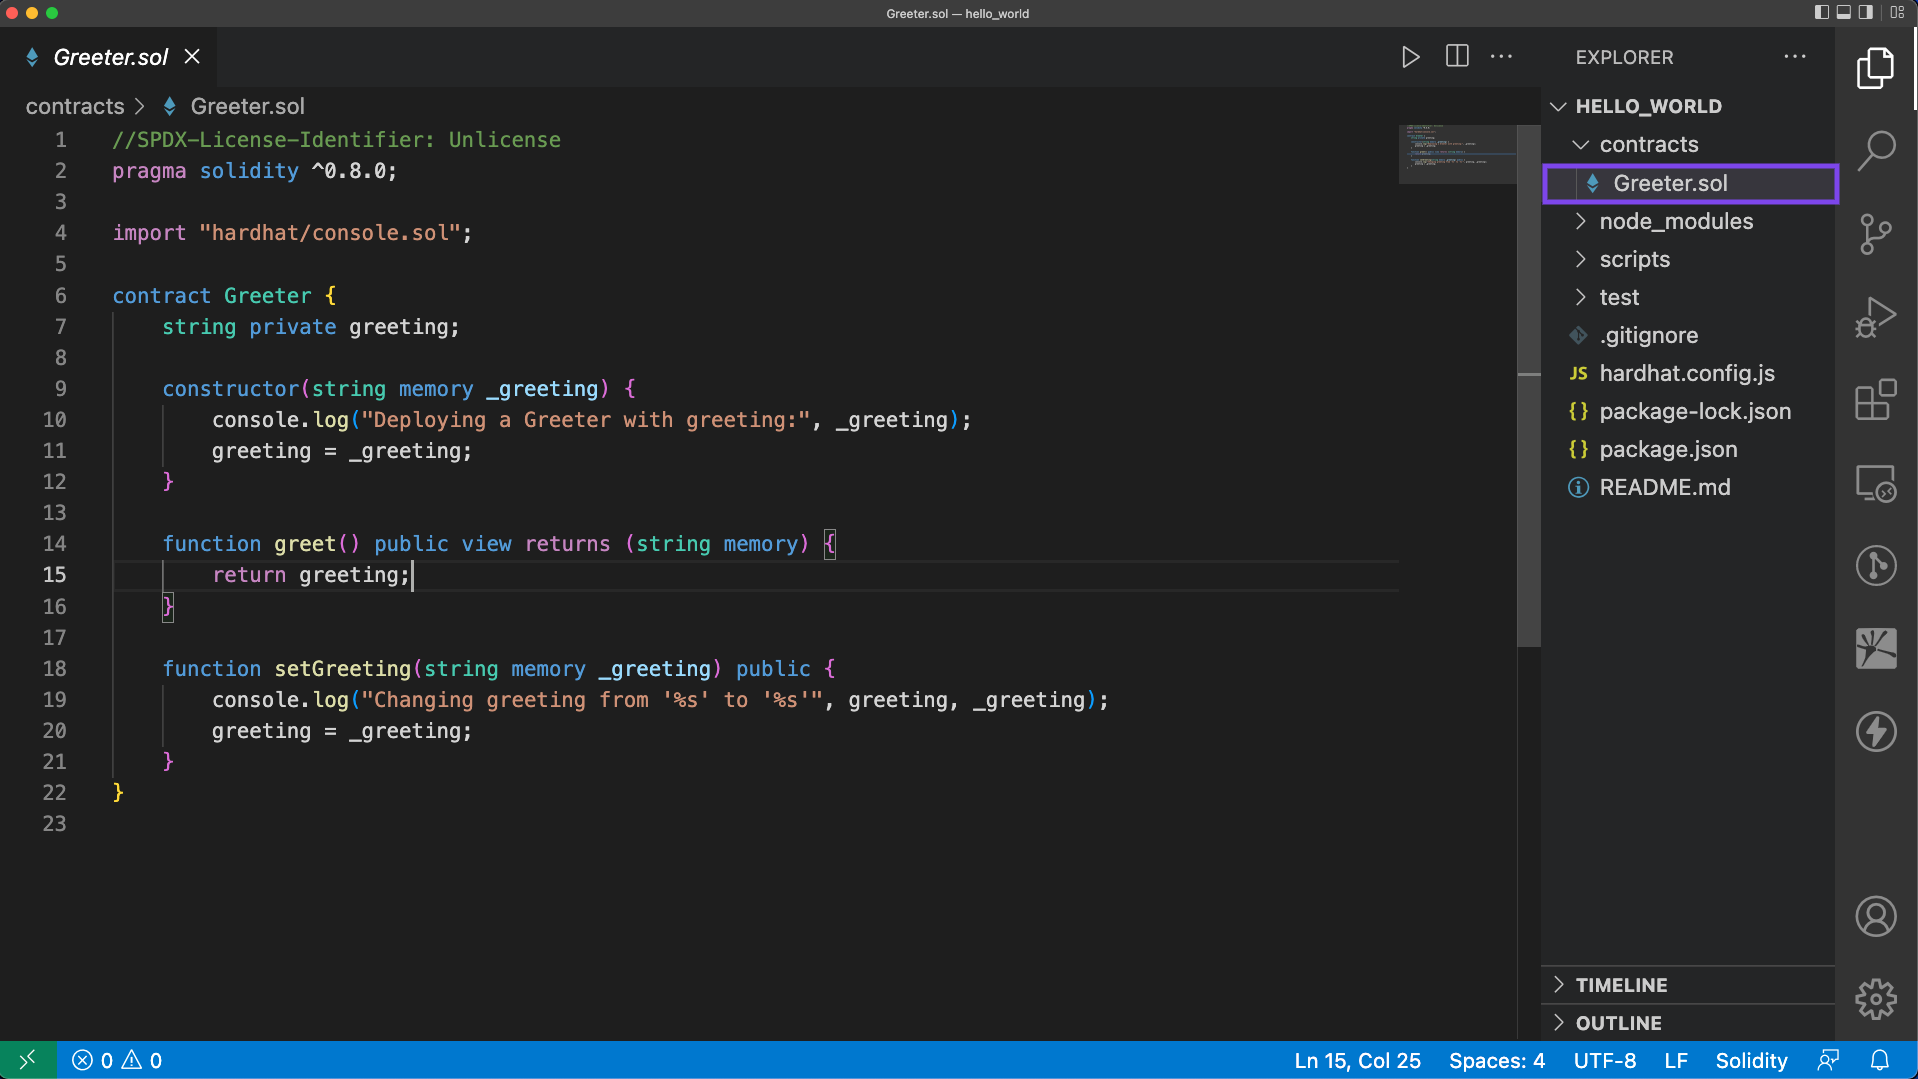 Greeter.sol — hello_world
Greeter.sol
EXPLORER
contracts > Greeter.sol
1 //SPDX-License-Identifier: Unlicense
2 pragma solidity ^0.8.0;
3
4 import "hardhat/console.sol";
5
6 contract Greeter {
7     string private greeting;
8
9     constructor(string memory _greeting) {
10         console.log("Deploying a Greeter with greeting:", _greeting);
11         greeting = _greeting;
12     }
13
14     function greet() public view returns (string memory) {
15         return greeting;
16     }
17
18     function setGreeting(string memory _greeting) public {
19         console.log("Changing greeting from '%s' to '%s'", greeting, _greeting);
20         greeting = _greeting;
21     }
22 }
23
HELLO_WORLD
contracts
Greeter.sol
node_modules
scripts
test
.gitignore
JS hardhat.config.js
{} package-lock.json
{} package.json
README.md
TIMELINE
OUTLINE
0 0
Ln 15, Col 25 Spaces: 4 UTF-8 LF Solidity